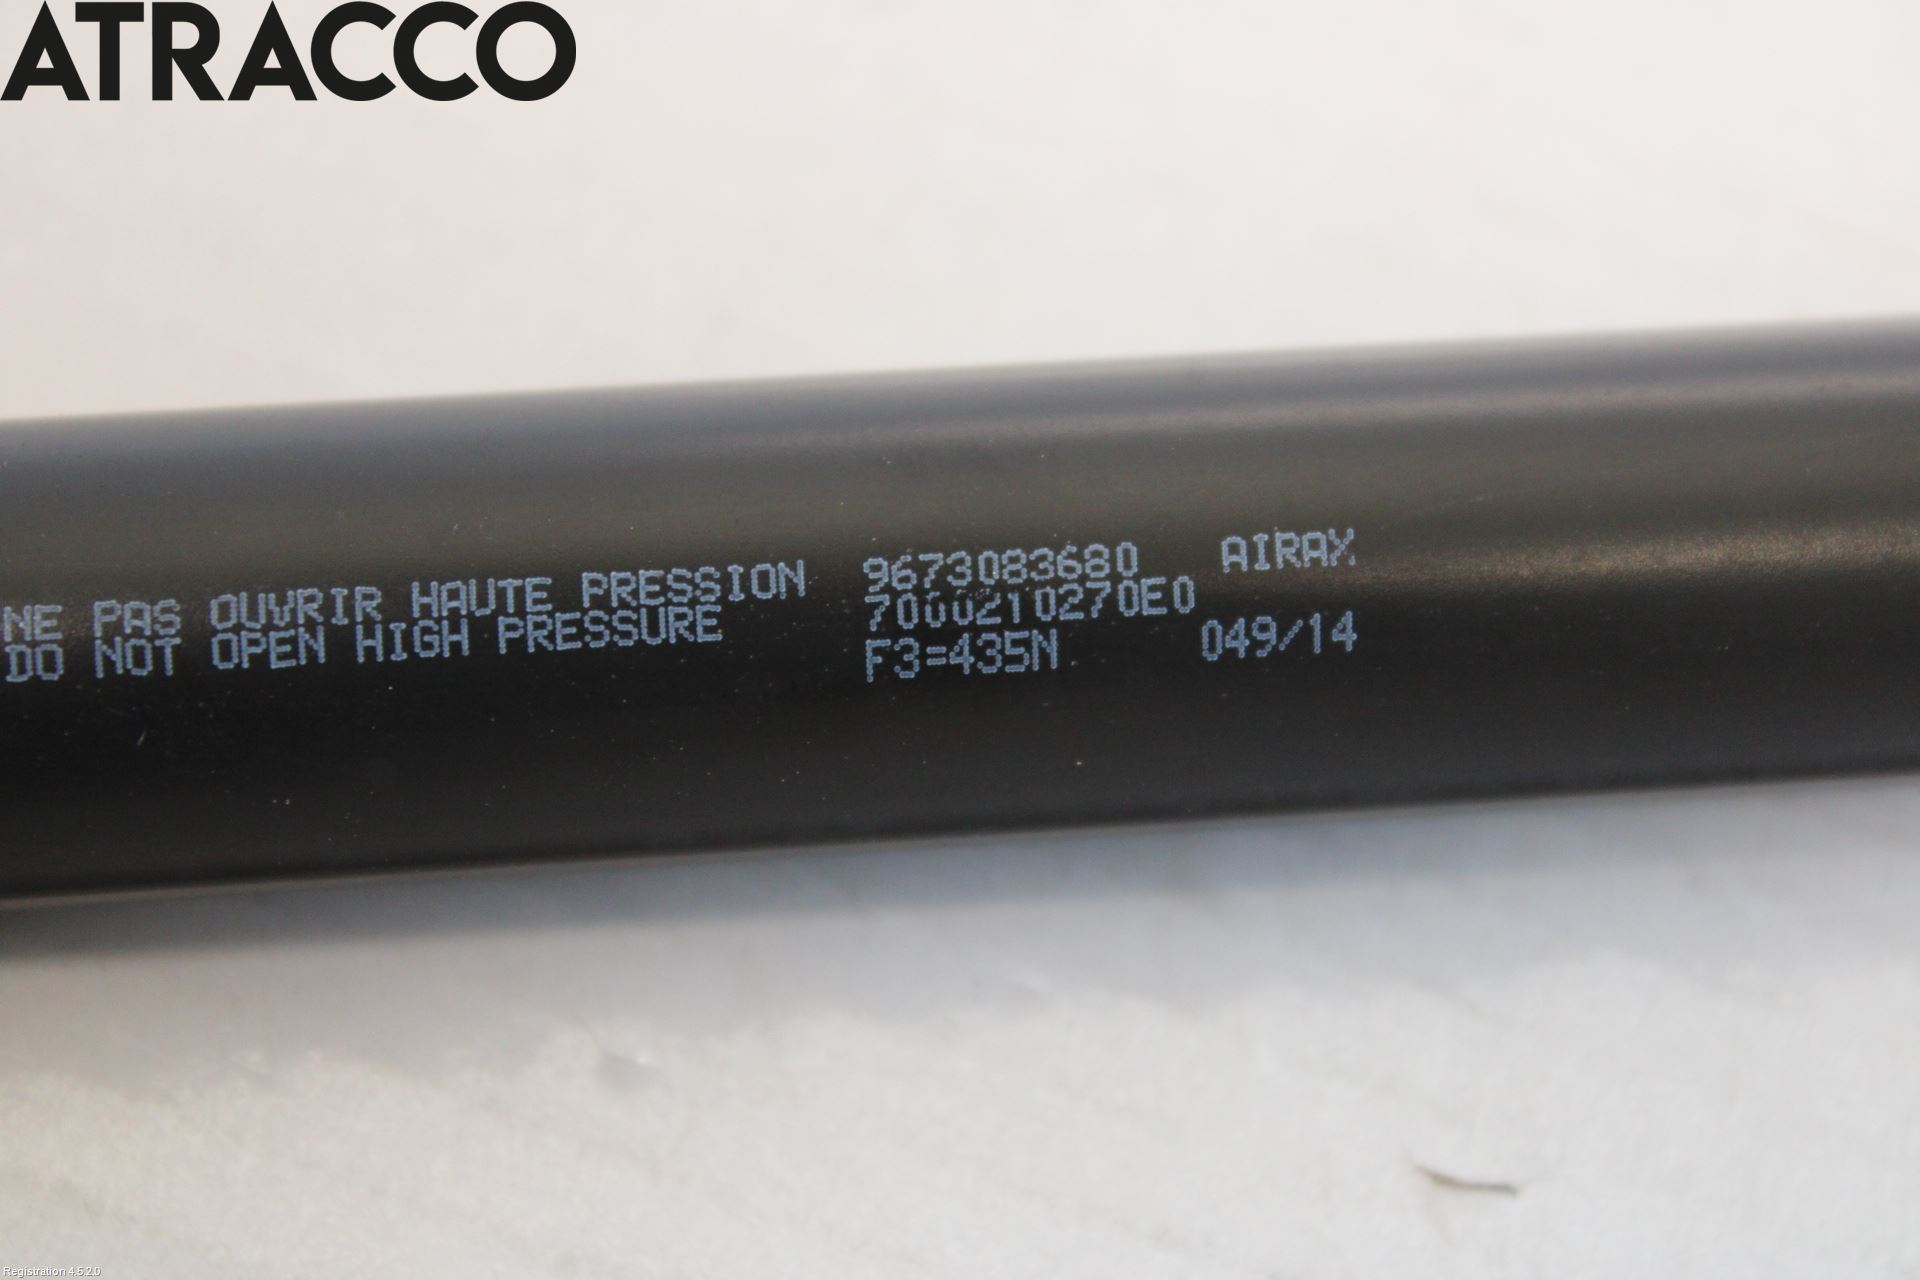 ATRACCO
NE PAS OUVRIR HAUTE PRESSION 9673083680 AIRAX
DO NOT OPEN HIGH PRESSURE 7000210270E0
F3=435N 049/14
Registration 4.5.2.0